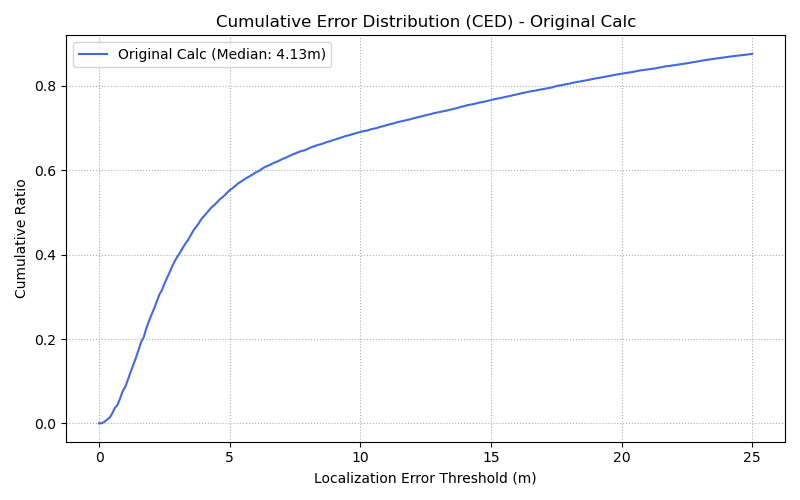 Cumulative Error Distribution (CED) - Original Calc
Original Calc (Median: 4.13m)
Cumulative Ratio
0.8
0.6
0.4
0.2
0.0
0 5 10 15 20 25
Localization Error Threshold (m)